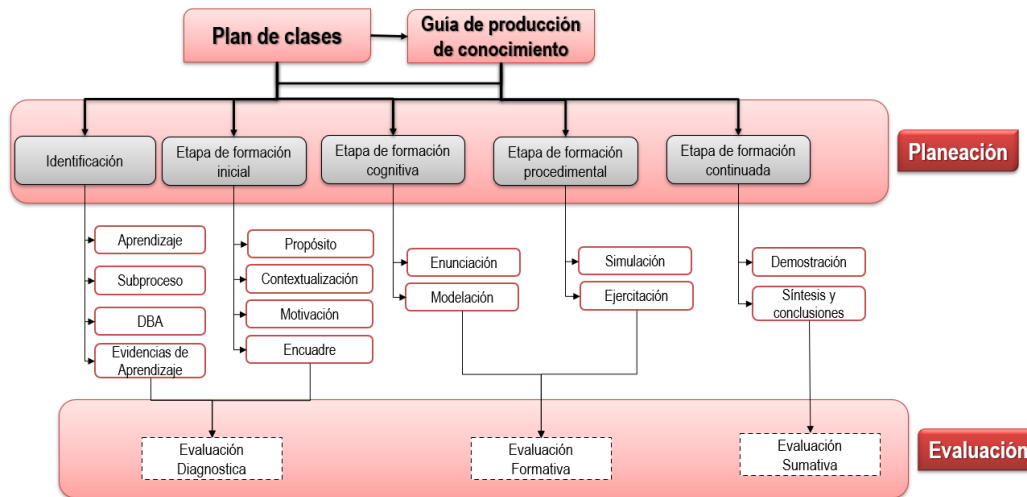 Plan de clases
Guía de producción
de conocimiento
Identificación
Etapa de formación
inicial
Etapa de formación
cognitiva
Etapa de formación
procedimental
Etapa de formación
continuada
Planeación
Aprendizaje
Subproceso
DBA
Evidencias de
Aprendizaje
Propósito
Contextualización
Motivación
Encuadre
Enunciación
Modelación
Simulación
Ejercitación
Demostración
Síntesis y
conclusiones
Evaluación
Diagnostica
Evaluación
Formativa
Evaluación
Sumativa
Evaluación